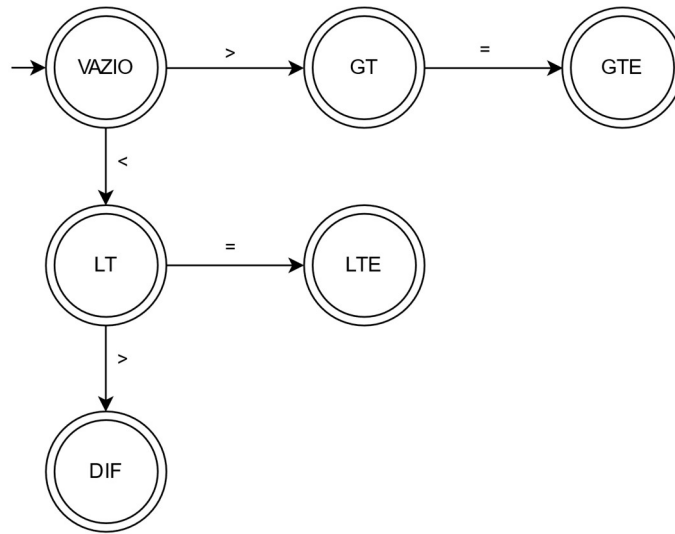 VAZIO
>
GT
=
GTE
<
LT
=
LTE
>
DIF